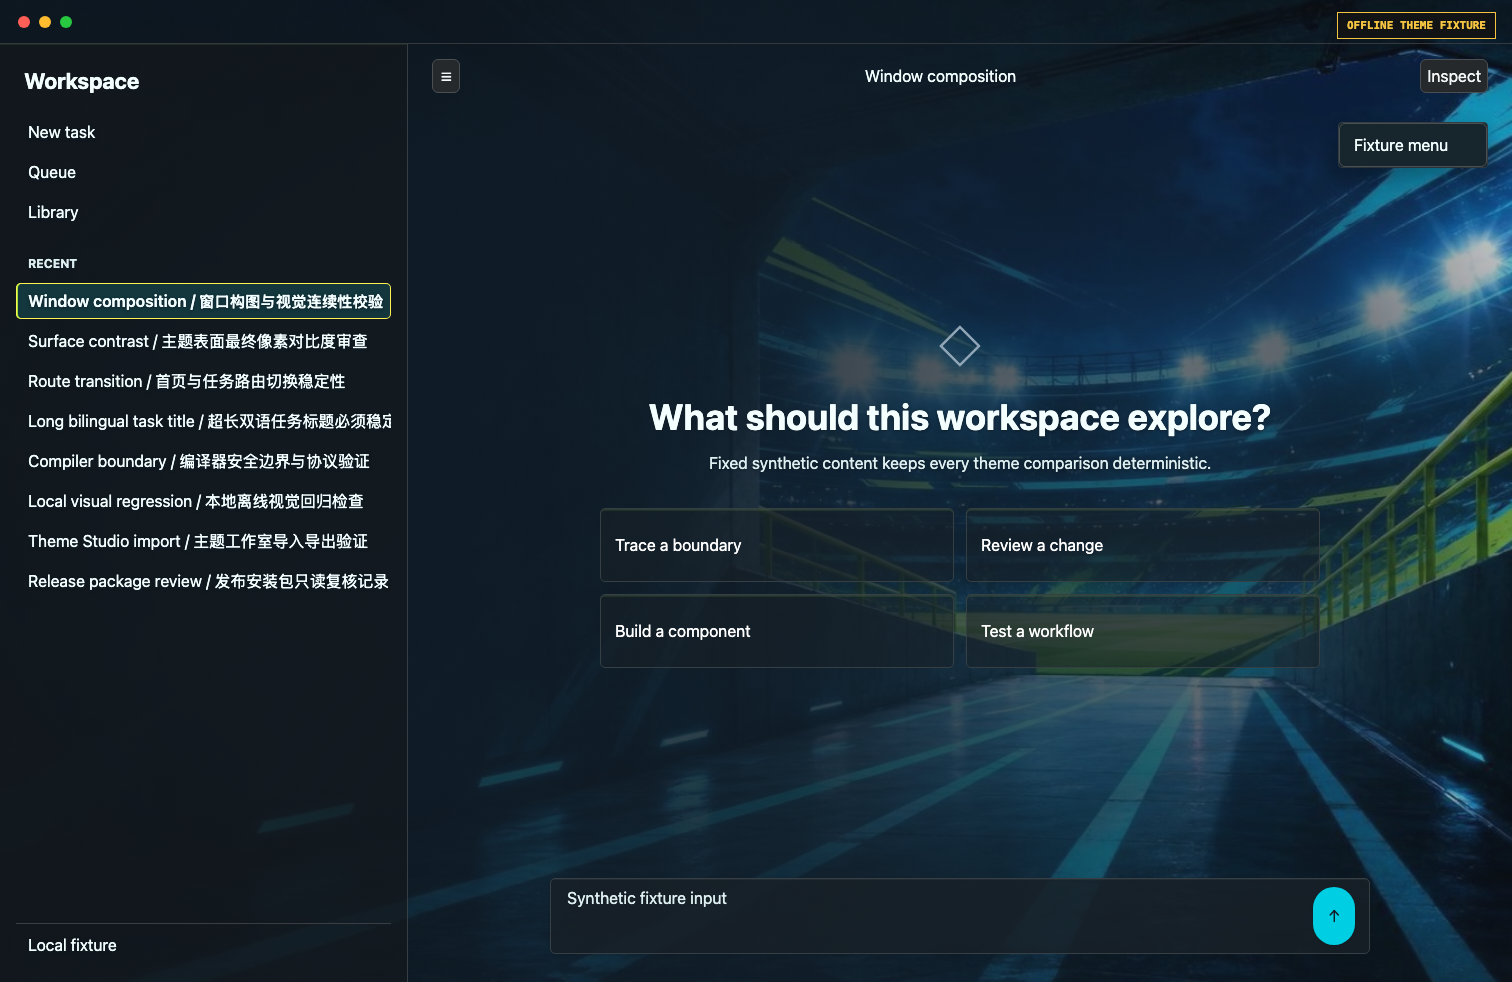 OFFLINE THEME FIXTURE
Workspace
New task
Queue
Library
RECENT
Window composition / 窗口构图与视觉连续性校验
Surface contrast / 主题表面最终像素对比度审查
Route transition / 首页与任务路由切换稳定性
Long bilingual task title / 超长双语任务标题必须稳定
Compiler boundary / 编译器安全边界与协议验证
Local visual regression / 本地离线视觉回归检查
Theme Studio import / 主题工作室导入导出验证
Release package review / 发布安装包只读复核记录
Local fixture
Window composition
Inspect
Fixture menu
What should this workspace explore?
Fixed synthetic content keeps every theme comparison deterministic.
Trace a boundary
Review a change
Build a component
Test a workflow
Synthetic fixture input